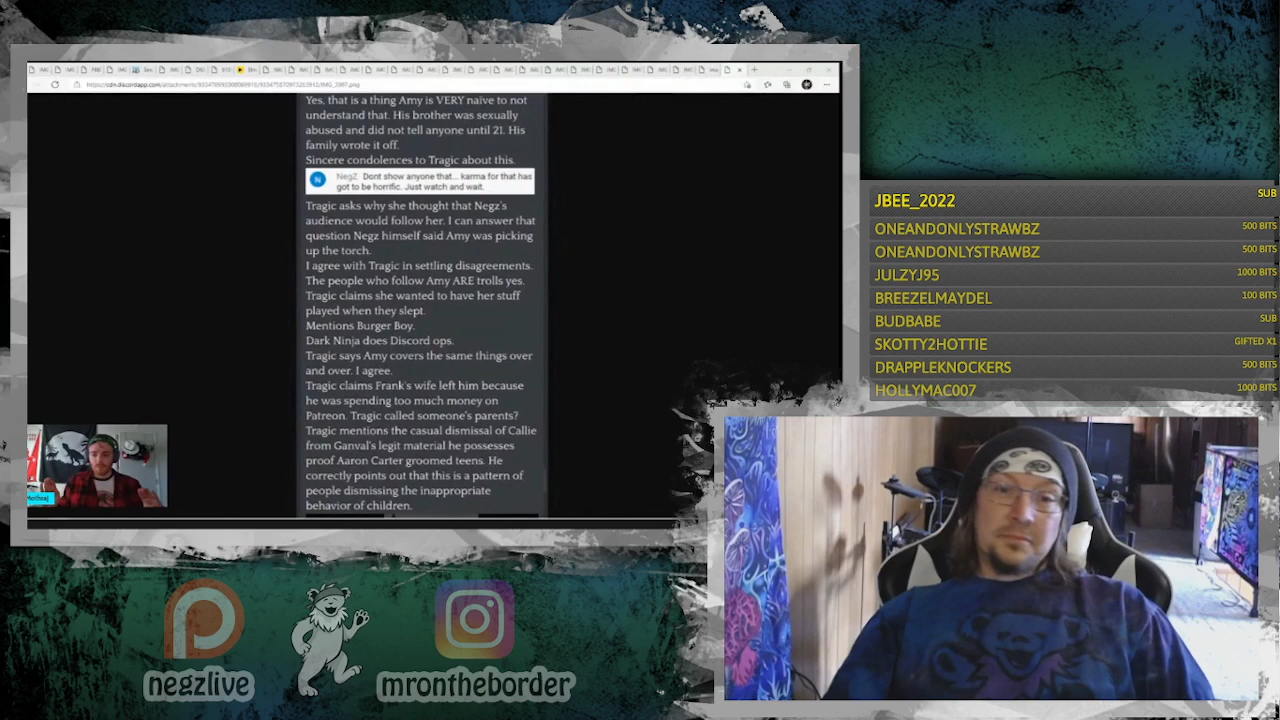 Yes, that is a thing Amy is VERY naive to not
understand that. His brother was sexually
abused and did not tell anyone until 21. His
family wrote it off.
Sincere condolences to Tragic about this.
N
NegZ Dont show anyone that... karma for that has
got to be horrific. Just watch and wait.
Tragic asks why she thought that Negz's
audience would follow her. I can answer that
question Negz himself said Amy was picking
up the torch.
I agree with Tragic in settling disagreements.
The people who follow Amy ARE trolls yes.
Tragic claims she wanted to have her stuff
played when they slept.
Mentions Burger Boy.
Dark Ninja does Discord ops.
Tragic says Amy covers the same things over
and over. I agree.
Tragic claims Frank's wife left him because
he was spending too much money on
Patreon. Tragic called someone's parents?
Tragic mentions the casual dismissal of Callie
from Ganval's legit material he possesses
proof Aaron Carter groomed teens. He
correctly points out that this is a pattern of
people dismissing the inappropriate
behavior of children.
JBEE_2022 SUB
ONEANDONLYSTRAWBZ 500 BITS
ONEANDONLYSTRAWBZ 500 BITS
JULZYJ95 1000 BITS
BREEZELMAYDEL 100 BITS
BUDBABE SUB
SKOTTY2HOTTIE GIFTED X1
DRAPPLEKNOCKERS 500 BITS
HOLLYMAC007 1000 BITS
negzlive
mrontheborder